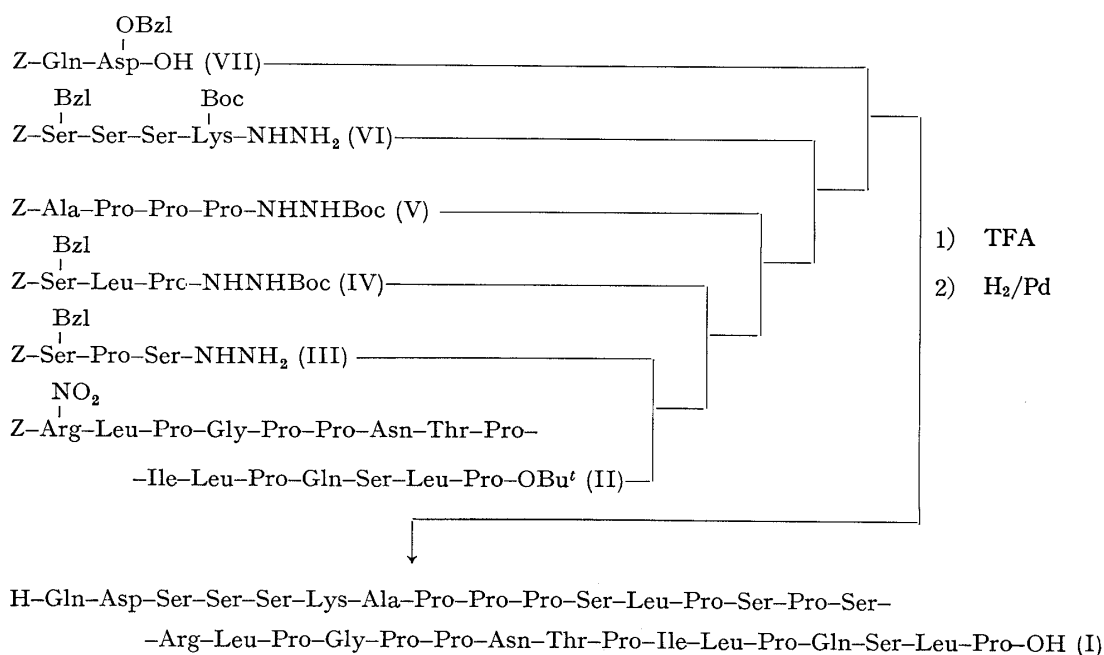 OBzl
Z–Gln–Asp–OH (VII)
Bzl Boc
Z–Ser–Ser–Ser–Lys–NHNH₂ (VI)
Z–Ala–Pro–Pro–Pro–NHNHBoc (V)
Bzl
Z–Ser–Leu–Pro–NHNHBoc (IV)
Bzl
Z–Ser–Pro–Ser–NHNH₂ (III)
NO₂
Z–Arg–Leu–Pro–Gly–Pro–Pro–Asn–Thr–Pro–
–Ile–Leu–Pro–Gln–Ser–Leu–Pro–OBuᵗ (II)
1) TFA
2) H₂/Pd
H–Gln–Asp–Ser–Ser–Ser–Lys–Ala–Pro–Pro–Pro–Ser–Leu–Pro–Ser–Pro–Ser–
–Arg–Leu–Pro–Gly–Pro–Pro–Asn–Thr–Pro–Ile–Leu–Pro–Gln–Ser–Leu–Pro–OH (I)